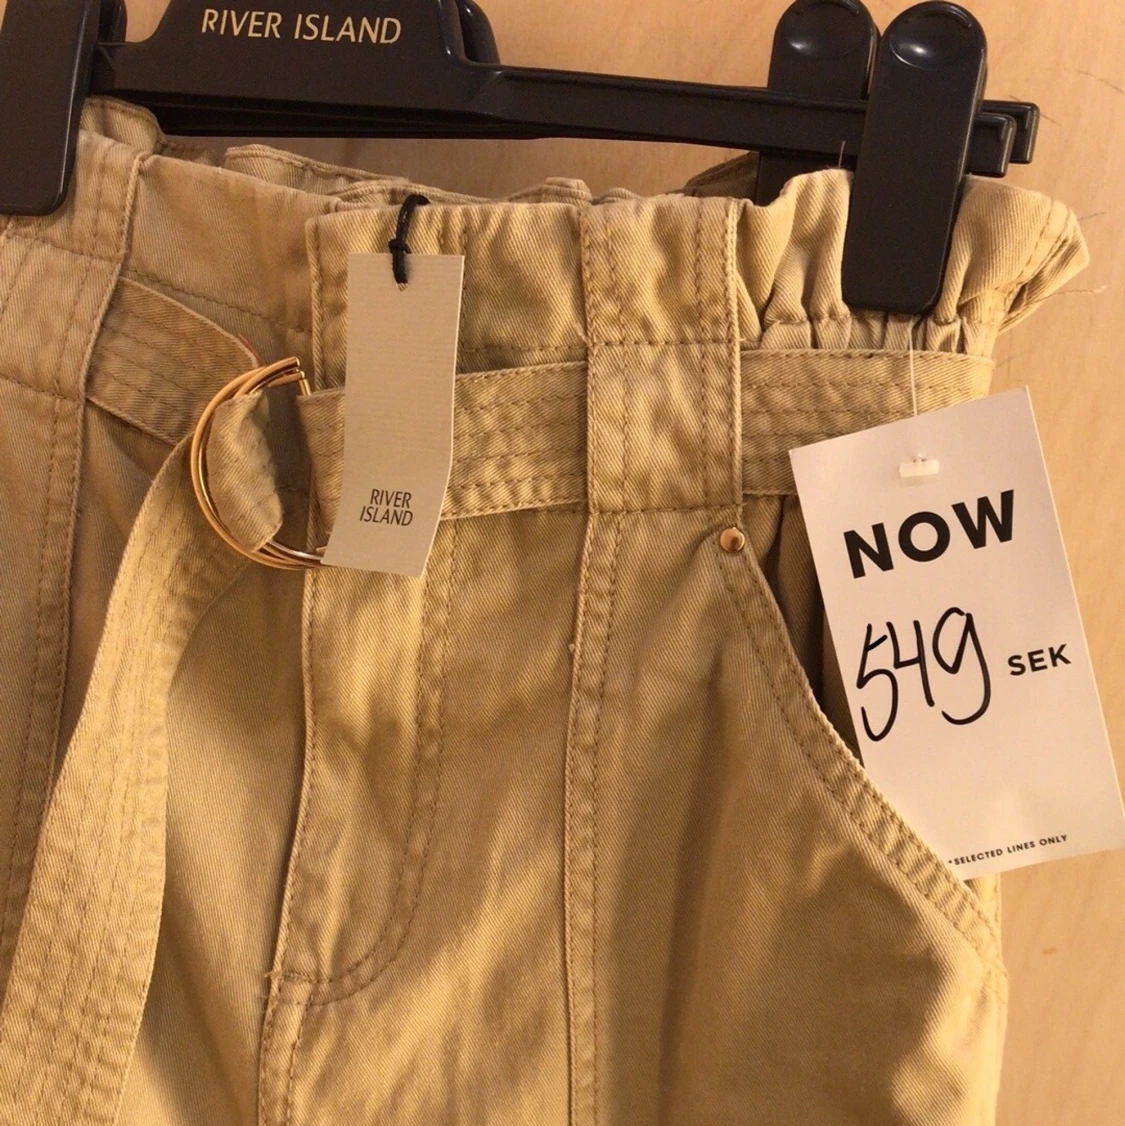 RIVER ISLAND
RIVER
ISLAND
NOW
549 SEK
*SELECTED LINES ONLY